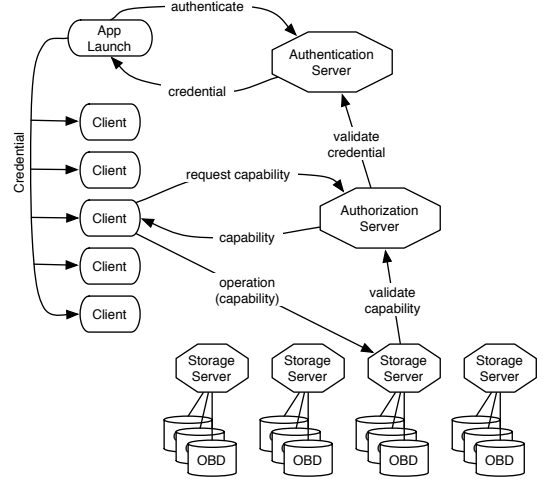 authenticate
App
Launch
Authentication
Server
credential
Credential
Client
validate
credential
Client
request capability
Client
Authorization
Server
capability
Client
operation
(capability)
validate
capability
Client
Storage
Server
Storage
Server
Storage
Server
Storage
Server
OBD
OBD
OBD
OBD